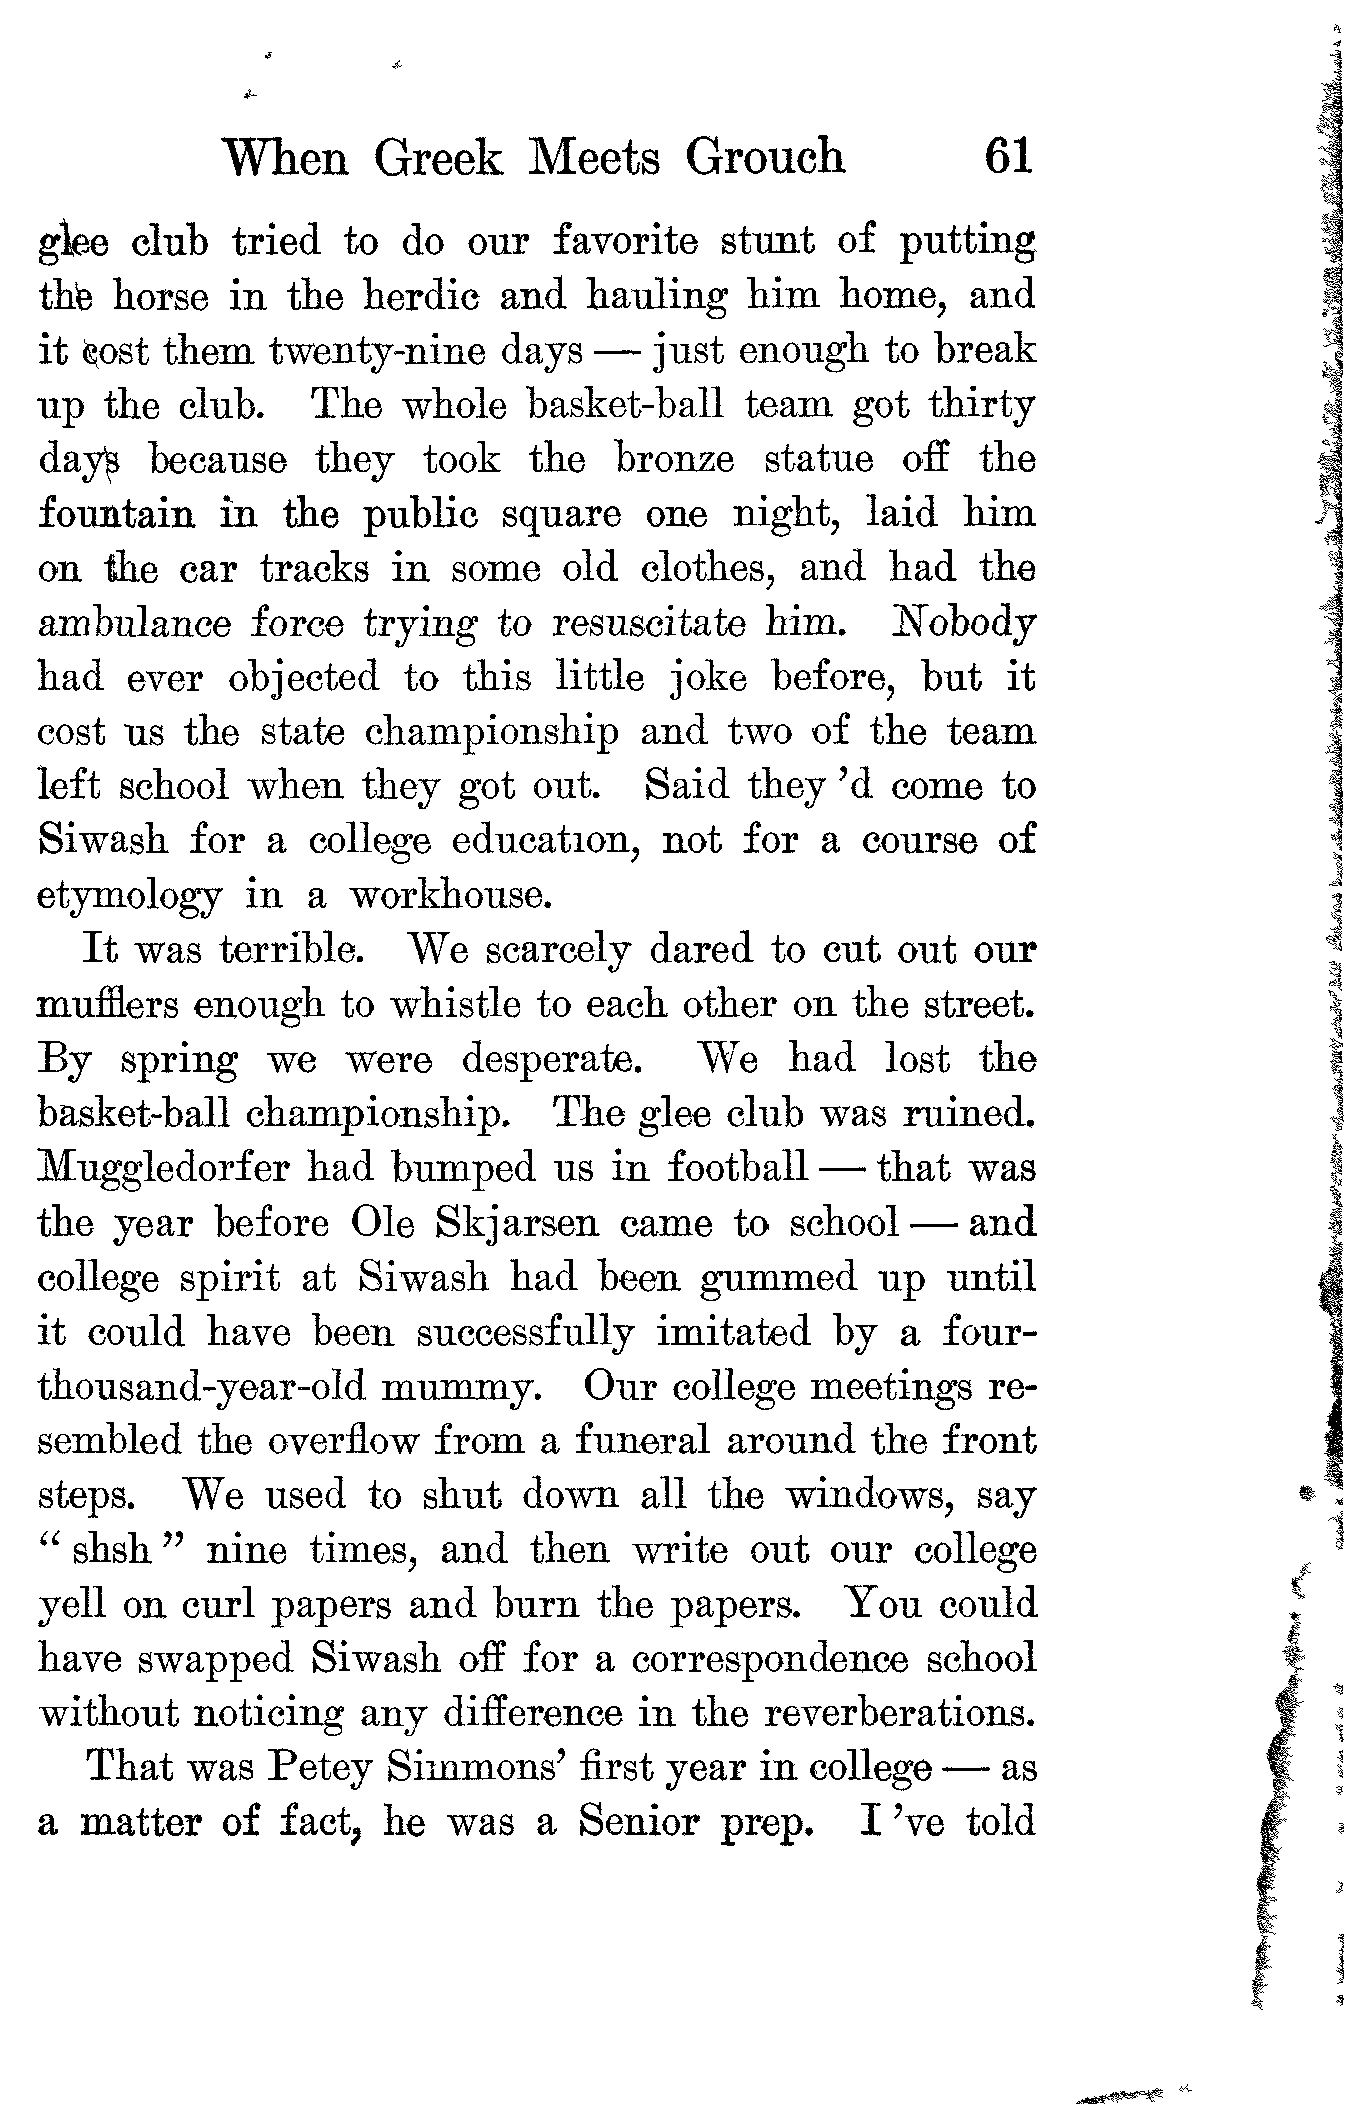 When Greek Meets Grouch 61
glee club tried to do our favorite stunt of putting
the horse in the herdic and hauling him home, and
it cost them twenty-nine days — just enough to break
up the club. The whole basket-ball team got thirty
days because they took the bronze statue off the
fountain in the public square one night, laid him
on the car tracks in some old clothes, and had the
ambulance force trying to resuscitate him. Nobody
had ever objected to this little joke before, but it
cost us the state championship and two of the team
left school when they got out. Said they 'd come to
Siwash for a college education, not for a course of
etymology in a workhouse.
It was terrible. We scarcely dared to cut out our
mufflers enough to whistle to each other on the street.
By spring we were desperate. We had lost the
basket-ball championship. The glee club was ruined.
Muggledorfer had bumped us in football — that was
the year before Ole Skjarsen came to school — and
college spirit at Siwash had been gummed up until
it could have been successfully imitated by a four-
thousand-year-old mummy. Our college meetings re-
sembled the overflow from a funeral around the front
steps. We used to shut down all the windows, say
“ shsh ” nine times, and then write out our college
yell on curl papers and burn the papers. You could
have swapped Siwash off for a correspondence school
without noticing any difference in the reverberations.
That was Petey Simmons' first year in college — as
a matter of fact, he was a Senior prep. I 've told